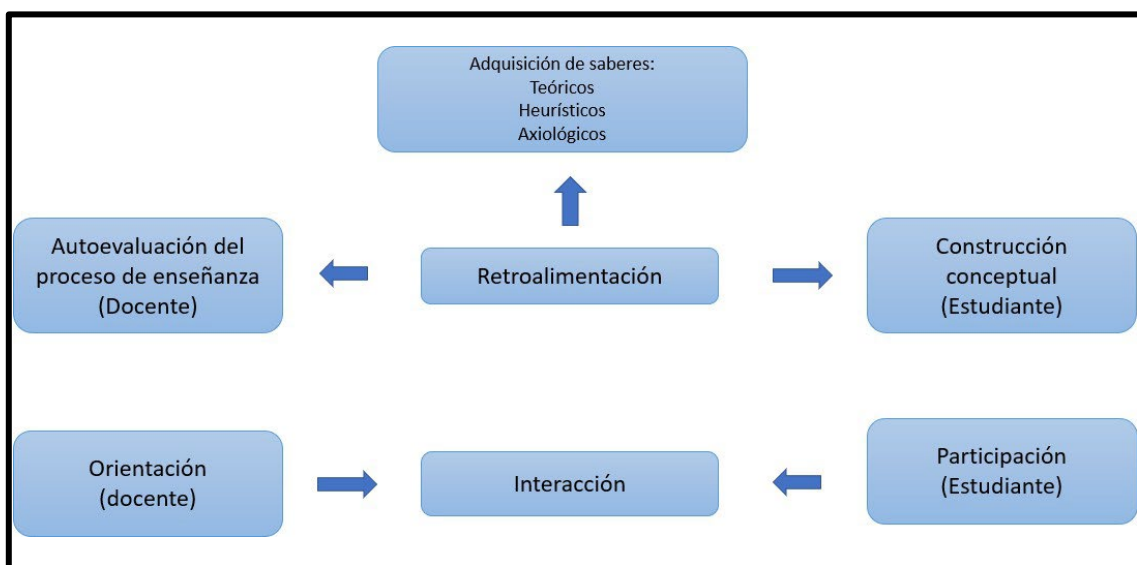 Adquisición de saberes:
Teóricos
Heurísticos
Axiológicos
Autoevaluación del
proceso de enseñanza
(Docente)
Retroalimentación
Construcción
conceptual
(Estudiante)
Orientación
(docente)
Interacción
Participación
(Estudiante)